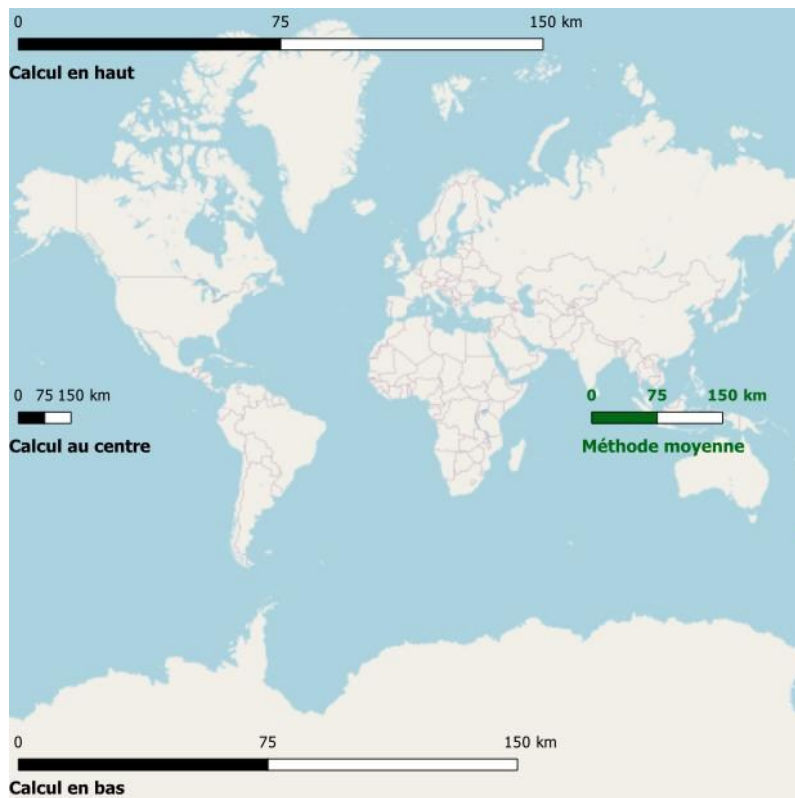 0 75 150 km
Calcul en haut
0 75 150 km
Calcul au centre
0 75 150 km
Méthode moyenne
0 75 150 km
Calcul en bas